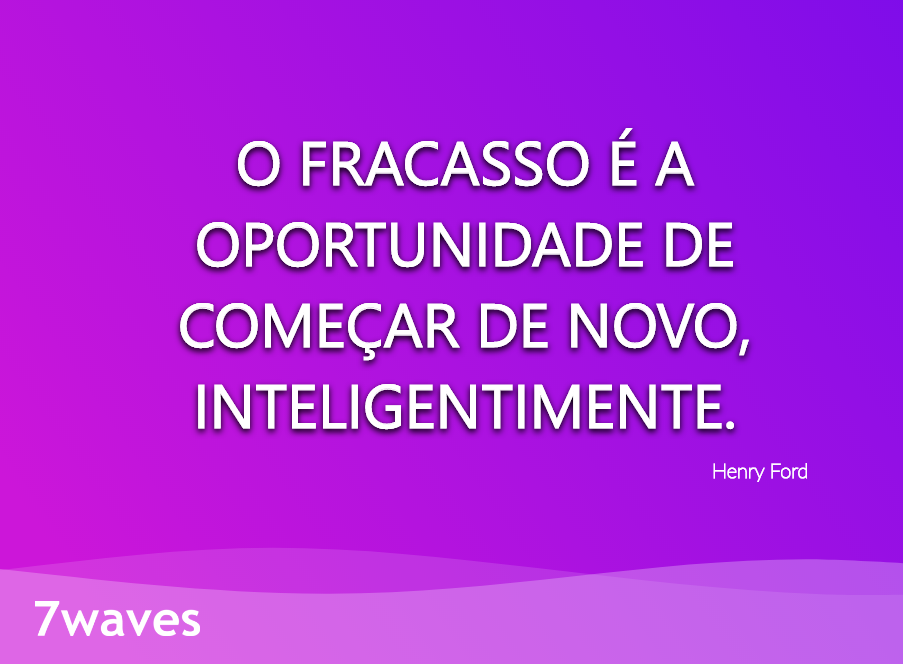 O FRACASSO É A
OPORTUNIDADE DE
COMEÇAR DE NOVO,
INTELIGENTIMENTE.
Henry Ford
7waves